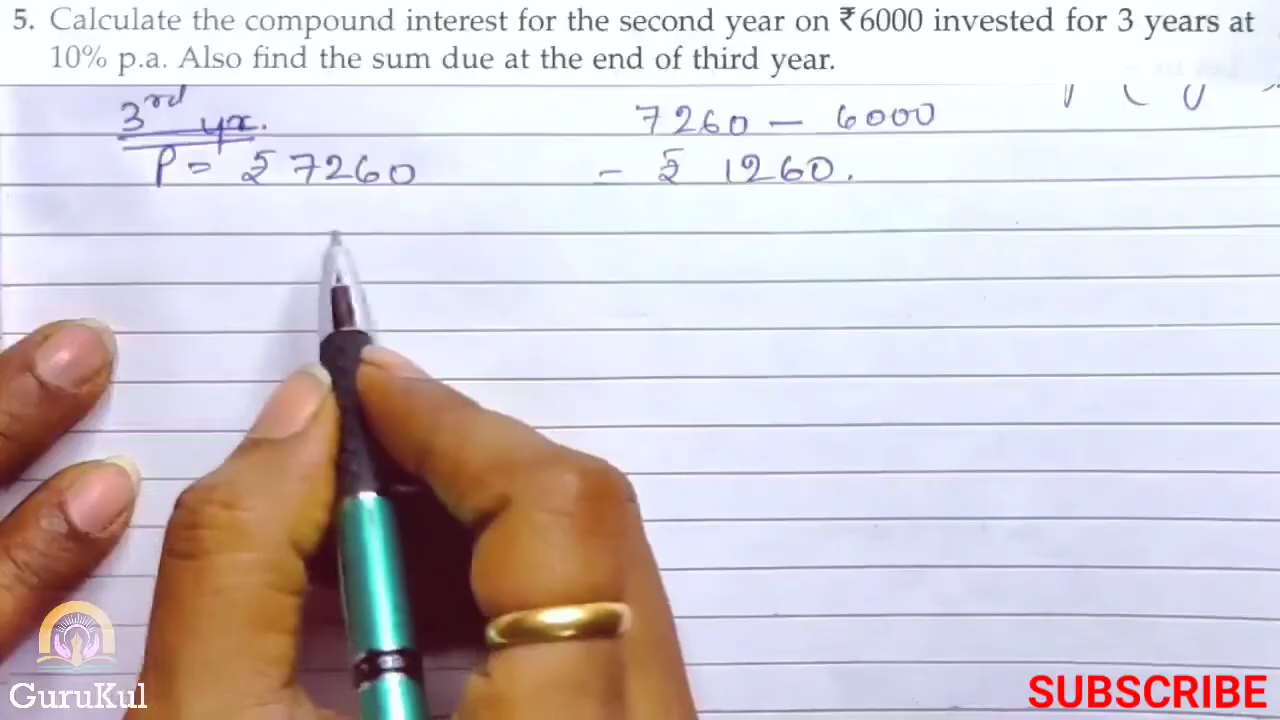 5. Calculate the compound interest for the second year on ₹6000 invested for 3 years at
10% p.a. Also find the sum due at the end of third year.
3rd yr.
P = ₹ 7260
7260 - 6000
- ₹ 1260.
GuruKul
SUBSCRIBE